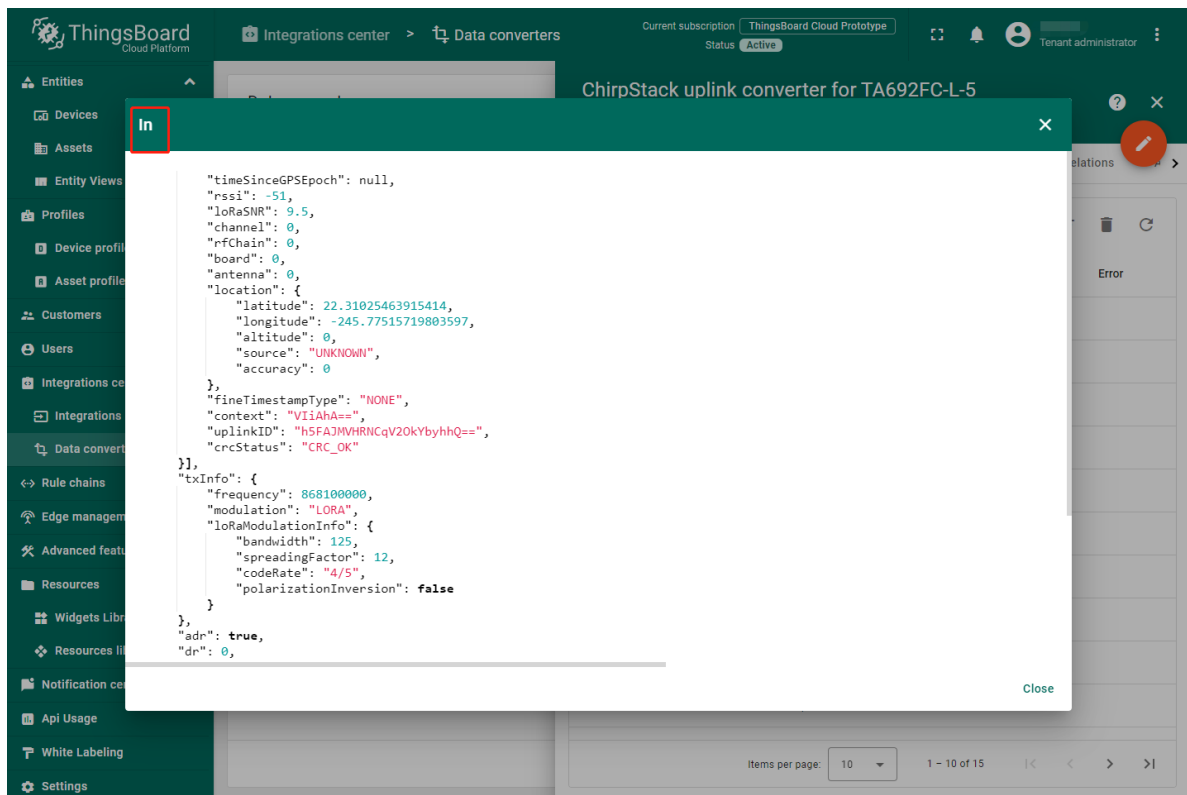 ThingsBoard
Cloud Platform
Integrations center > Data converters
Current subscription ThingsBoard Cloud Prototype
Status Active
Tenant administrator
Entities
Devices
Assets
Entity Views
Profiles
Device profil
Asset profile
Customers
Users
Integrations ce
Integrations
Data convert
Rule chains
Edge managem
Advanced featu
Resources
Widgets Libr
Resources li
Notification cen
Api Usage
White Labeling
Settings
ChirpStack uplink converter for TA692FC-L-5
elations
Error
In
"timeSinceGPSEpoch": null,
"rssi": -51,
"loRaSNR": 9.5,
"channel": 0,
"rfChain": 0,
"board": 0,
"antenna": 0,
"location": {
"latitude": 22.31025463915414,
"longitude": -245.77515719803597,
"altitude": 0,
"source": "UNKNOWN",
"accuracy": 0
},
"fineTimestampType": "NONE",
"context": "VIiAhA==",
"uplinkID": "h5FAJMVHRNCqV2OkYbyhhQ==",
"crcStatus": "CRC_OK"
}],
"txInfo": {
"frequency": 868100000,
"modulation": "LORA",
"loRaModulationInfo": {
"bandwidth": 125,
"spreadingFactor": 12,
"codeRate": "4/5",
"polarizationInversion": false
}
},
"adr": true,
"dr": 0,
Close
Items per page: 10
1 – 10 of 15